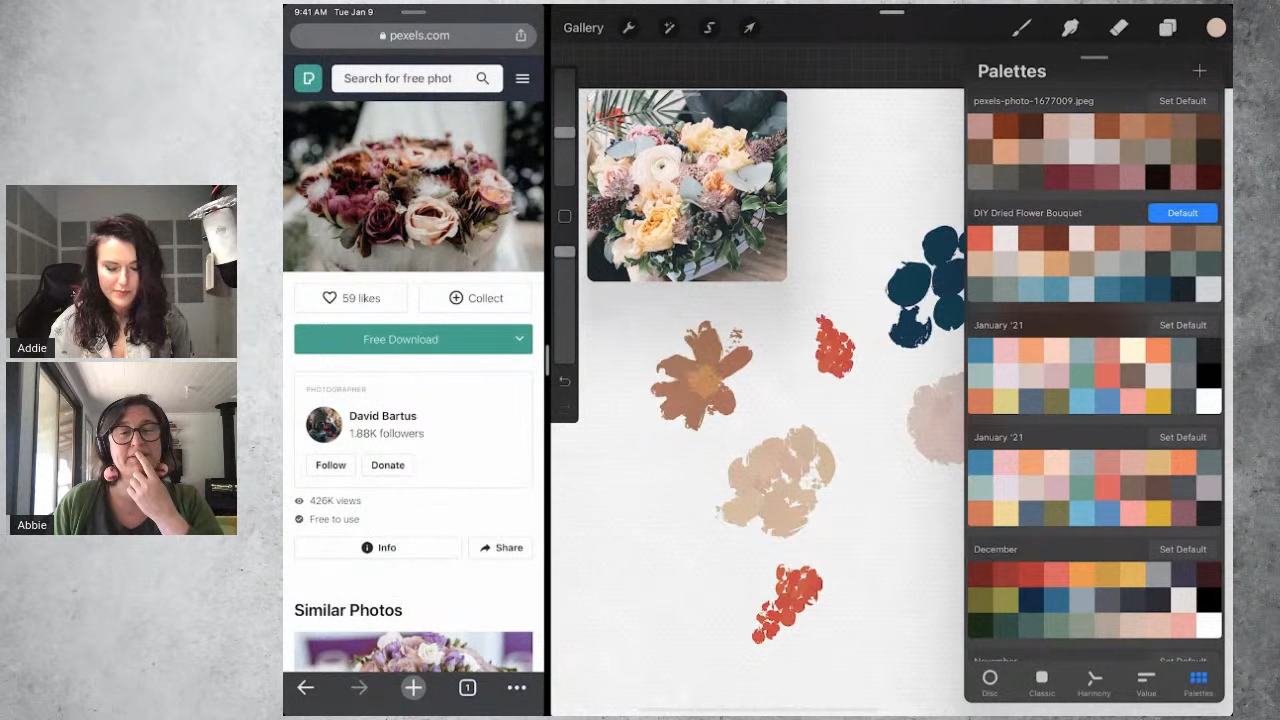 Addie
Abbie
9:41 AM Tue Jan 9
pexels.com
Search for free phot
59 likes
Collect
Free Download
PHOTOGRAPHER
David Bartus
1.88K followers
Follow
Donate
426K views
Free to use
Info
Share
Similar Photos
1
Gallery
Palettes
pexels-photo-1677009.jpeg
Set Default
DIY Dried Flower Bouquet
Default
January '21
Set Default
January '21
Set Default
December
Set Default
Disc
Classic
Harmony
Value
Palettes